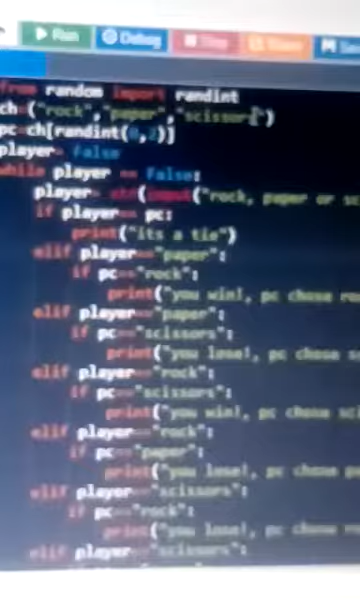 Run Debug Stop Share Save
from random import randint
ch=("rock","paper","scissors")
pc=ch[randint(0,2)]
player= false
while player == False:
player= str(input("rock, paper or sc
if player== pc:
print("its a tie")
elif player=="paper":
if pc=="rock":
print("you win!, pc chose ro
elif player=="paper":
if pc=="scissors":
print("you lose!, pc chose s
elif player=="rock":
if pc=="scissors":
print("you win!, pc chose sci
elif player=="rock":
if pc=="paper":
print("you lose!, pc chose p
elif player=="scissors":
if pc=="rock":
print("you lose!, pc chose ro
elif player=="scissors":